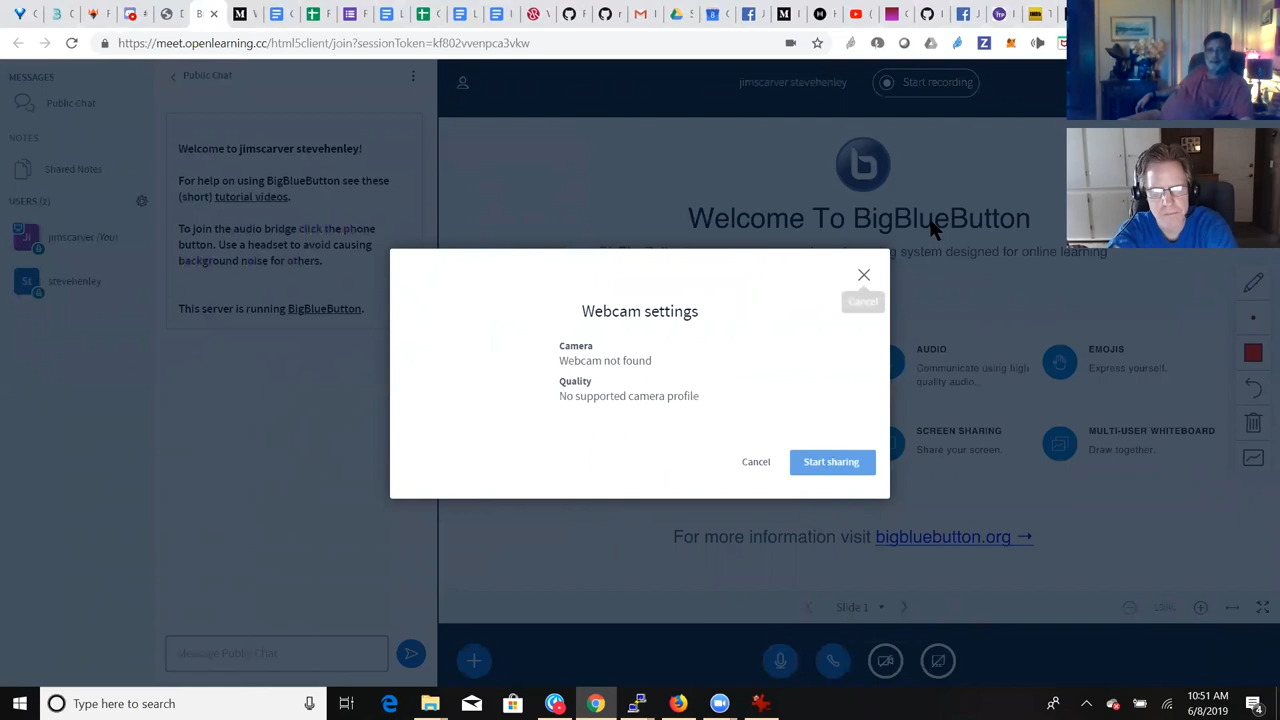 https://meet.openlearning.cc/html5client/join?sessionToken=kf802vvenpca3vkw
MESSAGES
Public Chat
NOTES
Shared Notes
USERS (2)
Ji
jimscarver (You)
St
stevehenley
Public Chat
Welcome to jimscarver stevehenley!
For help on using BigBlueButton see these
(short) tutorial videos.
To join the audio bridge click the phone
button. Use a headset to avoid causing
background noise for others.
This server is running BigBlueButton.
Message Public Chat
jimscarver stevehenley
Start recording
Welcome To BigBlueButton
system designed for online learning
AUDIO
Communicate using high
quality audio.
EMOJIS
Express yourself.
SCREEN SHARING
Share your screen.
MULTI-USER WHITEBOARD
Draw together.
For more information visit bigbluebutton.org →
Slide 1
Cancel
Webcam settings
Camera
Webcam not found
Quality
No supported camera profile
Cancel
Start sharing
Type here to search
10:51 AM
6/8/2019
4